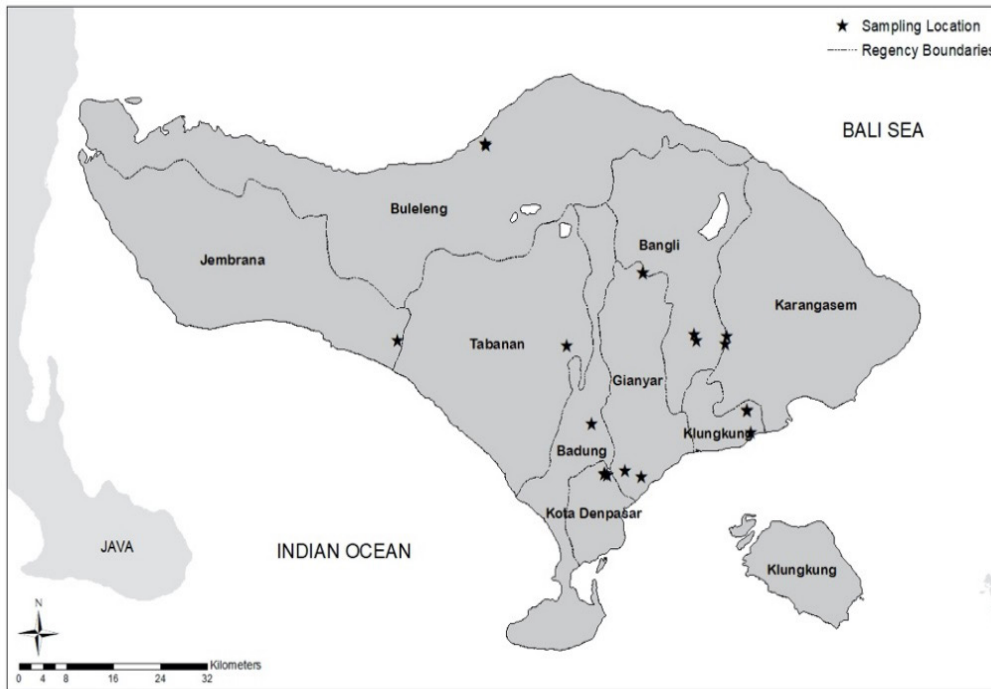 Sampling Location
Regency Boundaries
BALI SEA
Buleleng
Bangli
Jembrana
Karangasem
Tabanan
Gianyar
Klungkung
Badung
Kota Denpasar
JAVA
INDIAN OCEAN
Klungkung
N
Kilometers
0 4 8 16 24 32